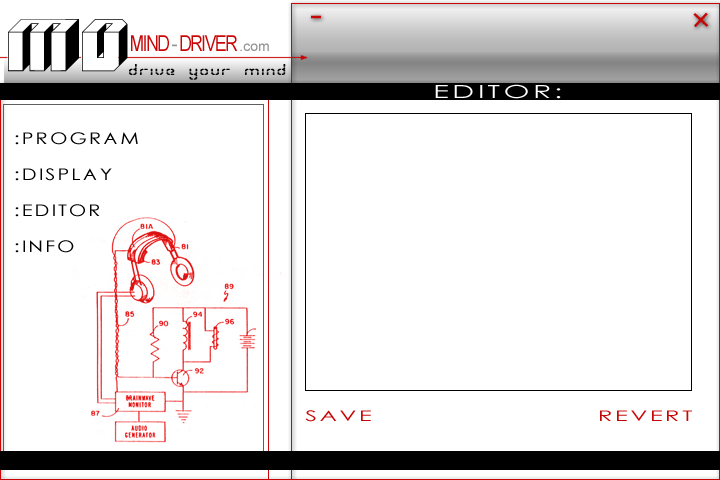 MD
MIND-DRIVER.com
drive your mind
EDITOR:
:PROGRAM
:DISPLAY
:EDITOR
:INFO
81A
81
83
89
85
90
94
96
92
BRAINWAVE
MONITOR
87
AUDIO
GENERATOR
SAVE
REVERT